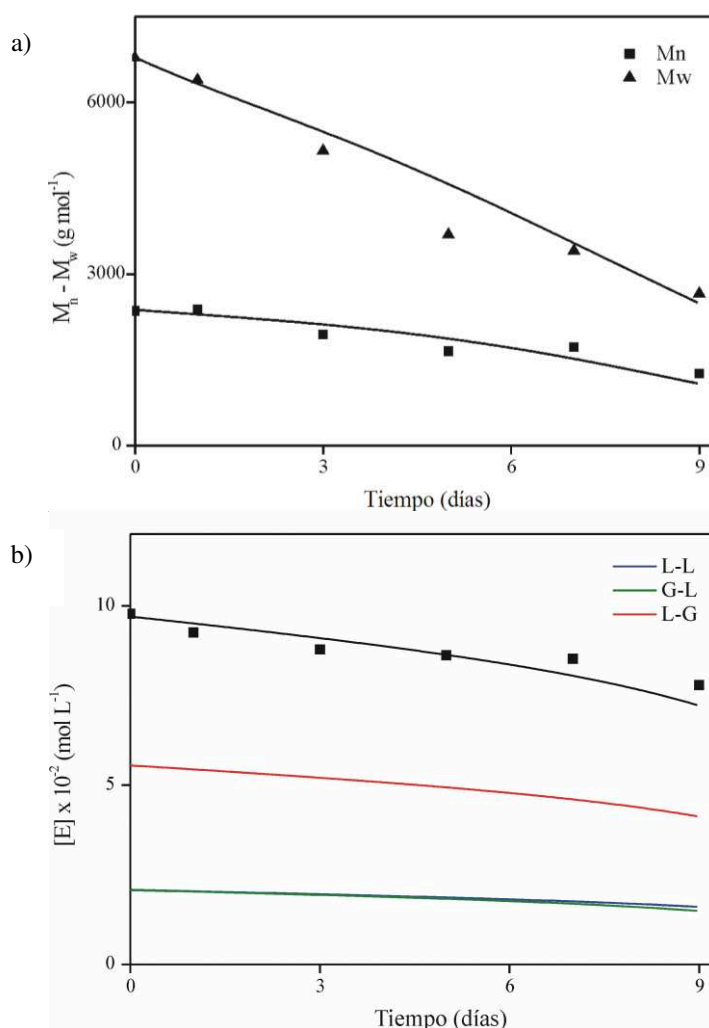 a)
Mn
Mw
6000
3000
0
Mₙ - M_w (g mol⁻¹)
0 3 6 9
Tiempo (días)
b)
L-L
G-L
L-G
10
5
0
[E] x 10⁻² (mol L⁻¹)
0 3 6 9
Tiempo (días)